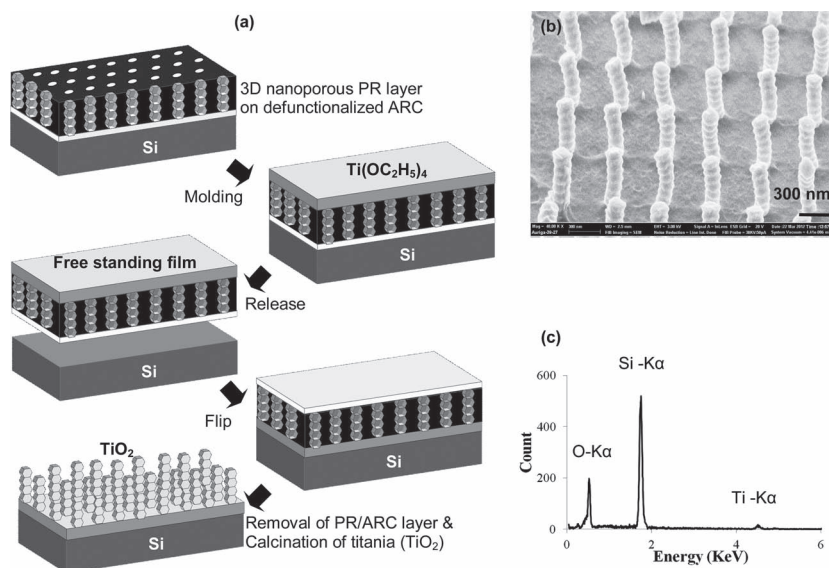 (a)
3D nanoporous PR layer
on defunctionalized ARC
Si
Molding
Ti(OC2H5)4
Si
Free standing film
Release
Si
Flip
Si
TiO2
Si
Removal of PR/ARC layer &
Calcination of titania (TiO2)
(b)
300 nm
(c)
600
400
200
0
Count
O-Kα
Si -Kα
Ti -Kα
0
2
4
6
Energy (KeV)